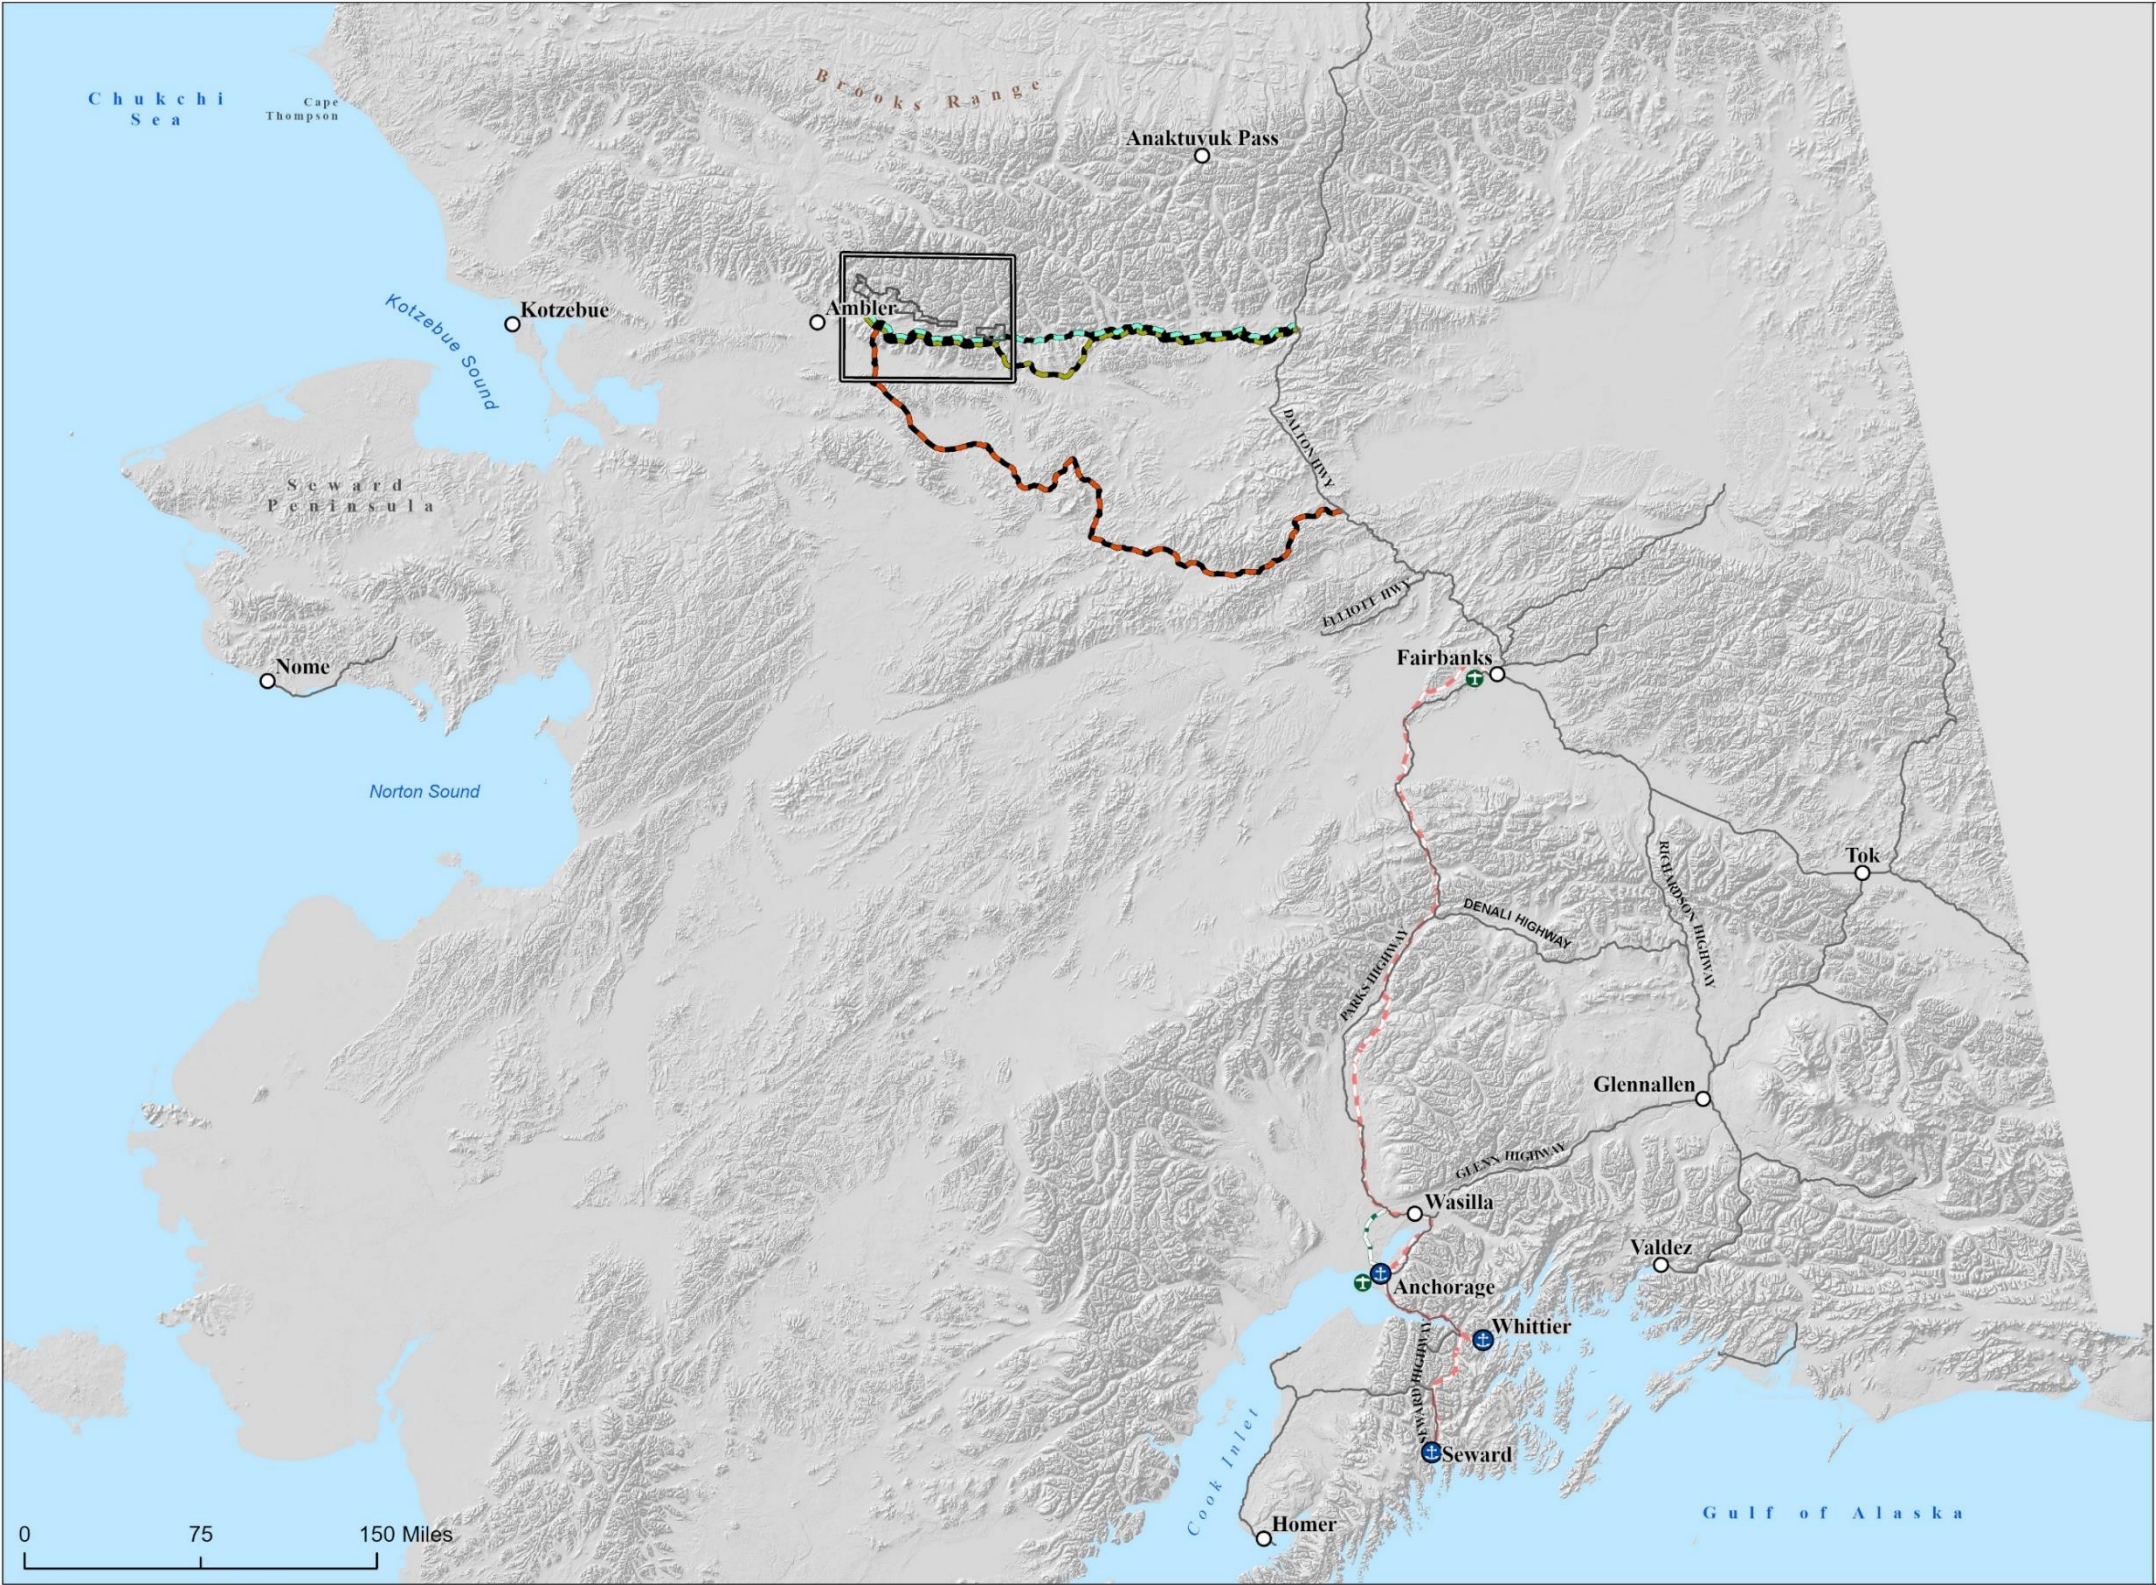 Chukchi
Sea
Cape
Thompson
Brooks Range
Anaktuvuk Pass
Kotzebue Sound
Kotzebue
Ambler
DALTON HWY
Seward
Peninsula
ELLIOTT HWY
Fairbanks
Nome
Norton Sound
Tok
RICHARDSON HIGHWAY
DENALI HIGHWAY
PARKS HIGHWAY
Glennallen
GLENN HIGHWAY
Wasilla
Valdez
Anchorage
Whittier
SEWARD HIGHWAY
Seward
Cook Inlet
Gulf of Alaska
Homer
0 75 150 Miles